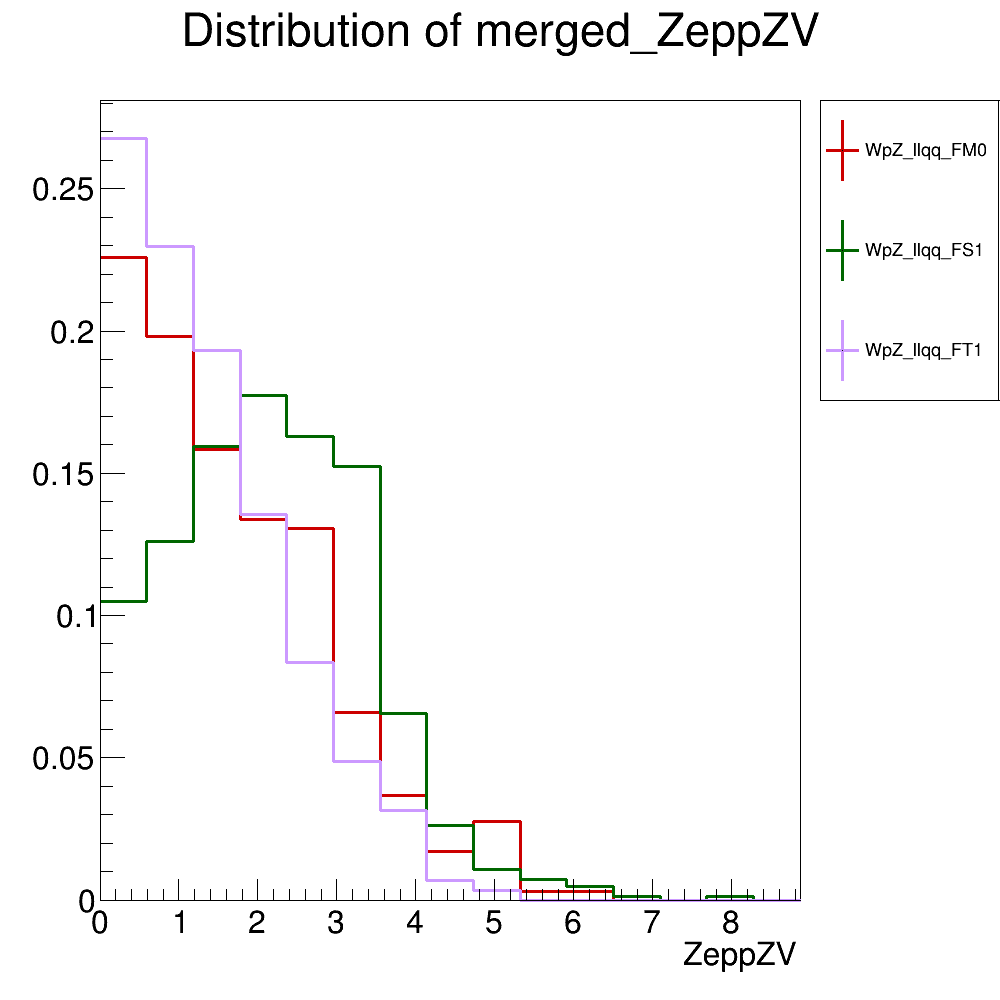 Distribution of merged_ZeppZV
WpZ_llqq_FM0
WpZ_llqq_FS1
WpZ_llqq_FT1
0.25
0.2
0.15
0.1
0.05
0
0 1 2 3 4 5 6 7 8
ZeppZV